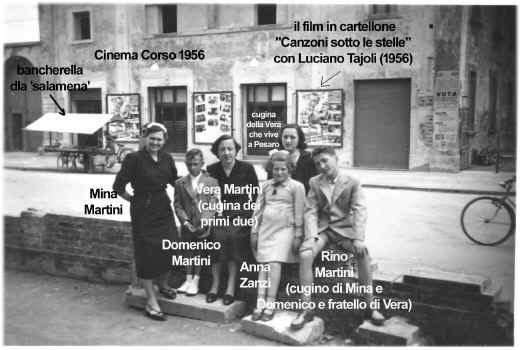 il film in cartellone
"Canzoni sotto le stelle"
con Luciano Tajoli (1956)
Cinema Corso 1956
bancherella
dla 'salamena'
cugina
della Vera
che vive
a Pesaro
VOTA
Mina
Martini
Vera Martini
(cugina dei
primi due)
Domenico
Martini
Anna
Zanzi
Rino
Martini
(cugino di Mina e
Domenico e fratello di Vera)